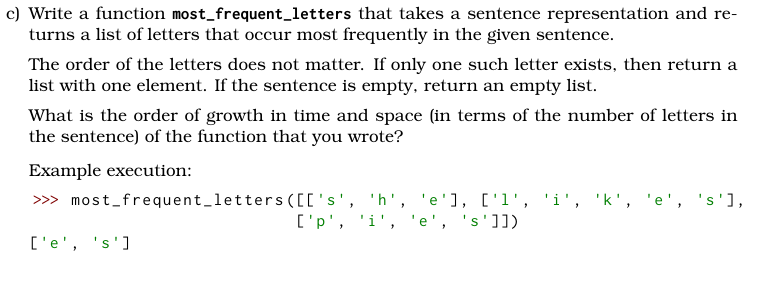 c) Write a function most_frequent_letters that takes a sentence representation and re-
turns a list of letters that occur most frequently in the given sentence.
The order of the letters does not matter. If only one such letter exists, then return a
list with one element. If the sentence is empty, return an empty list.
What is the order of growth in time and space (in terms of the number of letters in
the sentence) of the function that you wrote?
Example execution:
>>> most_frequent_letters([['s', 'h', 'e'], ['l', 'i', 'k', 'e', 's'],
['p', 'i', 'e', 's']])
['e', 's']